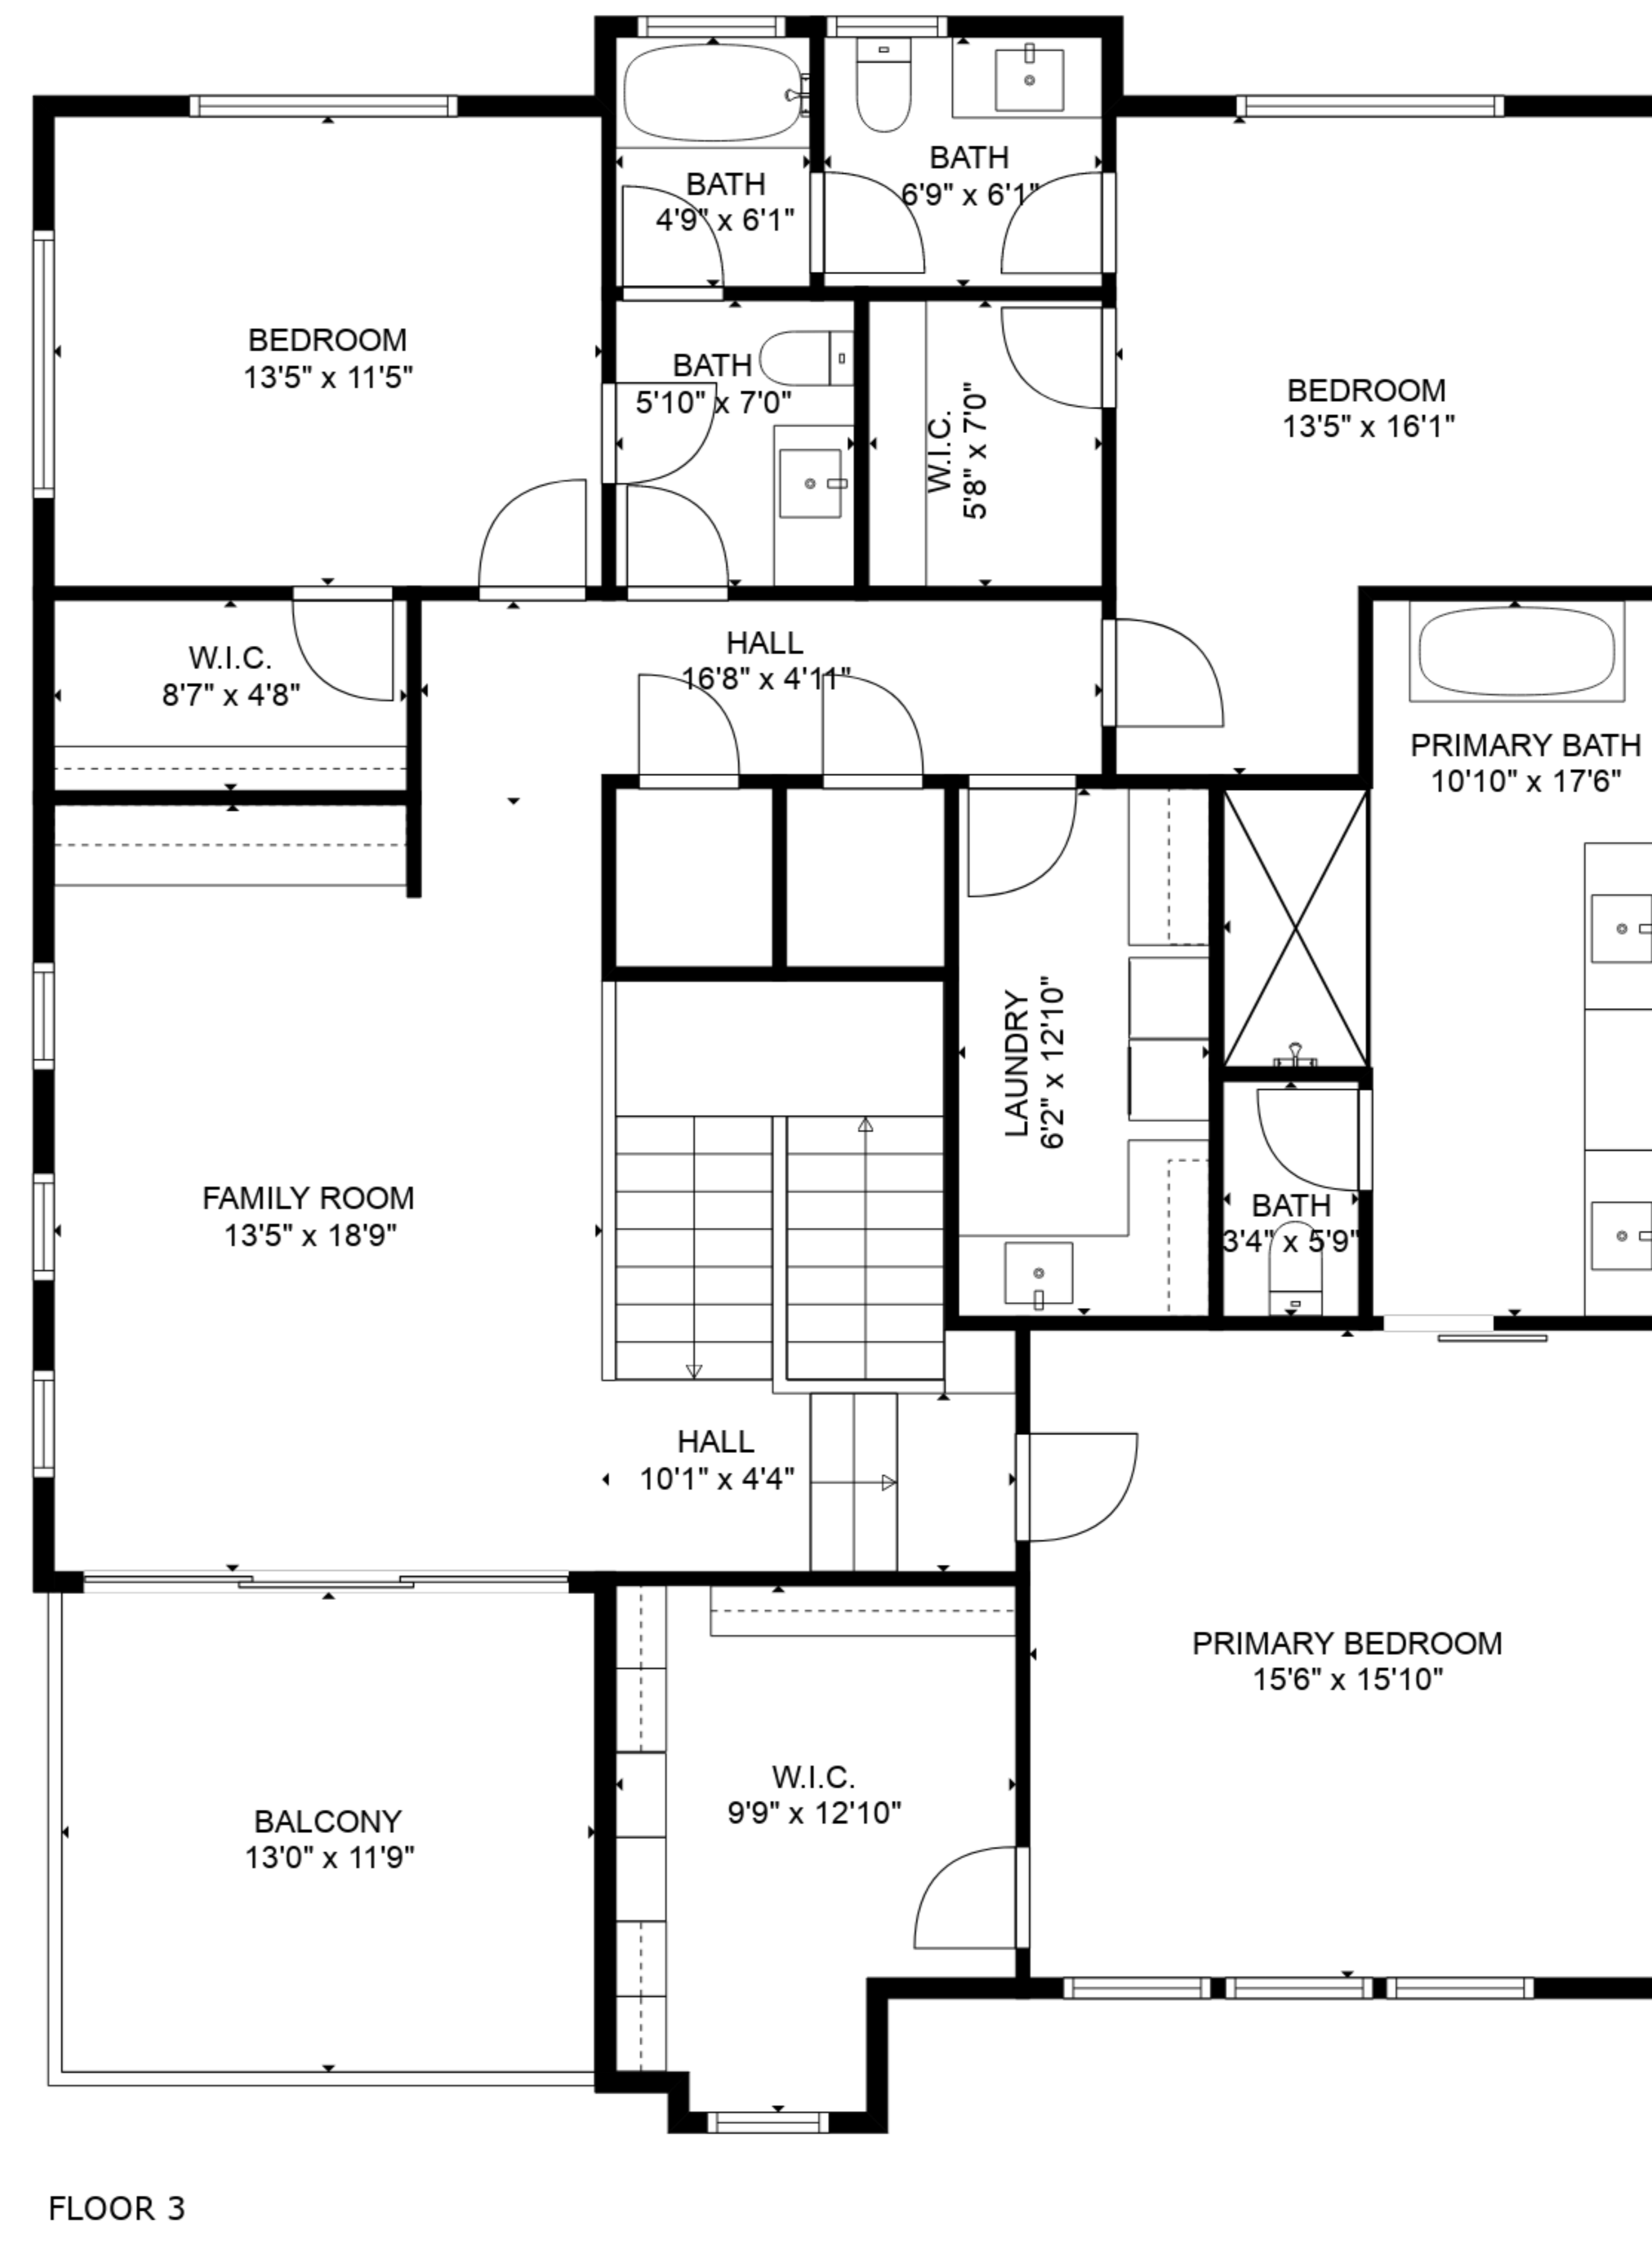 BATH
4'9" x 6'1"
BATH
6'9" x 6'1"
BEDROOM
13'5" x 11'5"
BATH
5'10" x 7'0"
W.I.C.
5'8" x 7'0"
BEDROOM
13'5" x 16'1"
W.I.C.
8'7" x 4'8"
HALL
16'8" x 4'11"
PRIMARY BATH
10'10" x 17'6"
LAUNDRY
6'2" x 12'10"
FAMILY ROOM
13'5" x 18'9"
BATH
3'4" x 5'9"
HALL
10'1" x 4'4"
PRIMARY BEDROOM
15'6" x 15'10"
W.I.C.
9'9" x 12'10"
BALCONY
13'0" x 11'9"
FLOOR 3